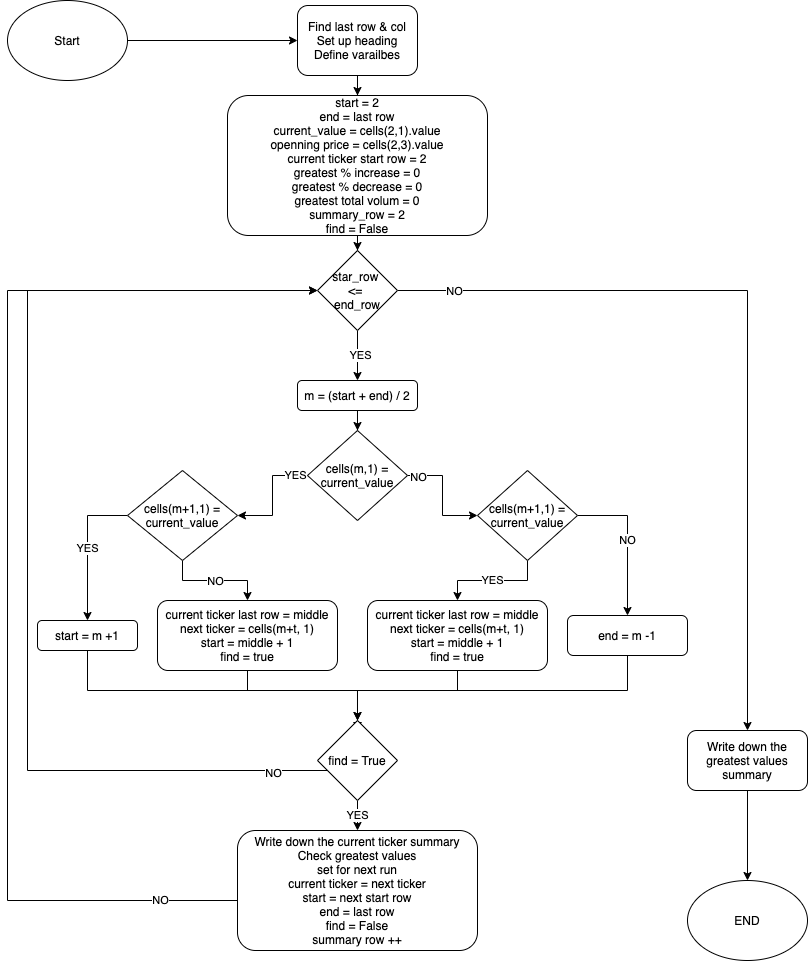 Start
Find last row & col
Set up heading
Define varailbes
start = 2
end = last row
current_value = cells(2,1).value
openning price = cells(2,3).value
current ticker start row = 2
greatest % increase = 0
greatest % decrease = 0
greatest total volum = 0
summary_row = 2
find = False
star_row
<=
end_row
NO
YES
m = (start + end) / 2
cells(m,1) =
current_value
YES
NO
cells(m+1,1) =
current_value
cells(m+1,1) =
current_value
YES
NO
YES
NO
start = m +1
current ticker last row = middle
next ticker = cells(m+t, 1)
start = middle + 1
find = true
current ticker last row = middle
next ticker = cells(m+t, 1)
start = middle + 1
find = true
end = m -1
find = True
NO
YES
Write down the
greatest values
summary
Write down the current ticker summary
Check greatest values
set for next run
current ticker = next ticker
start = next start row
end = last row
find = False
summary row ++
NO
END